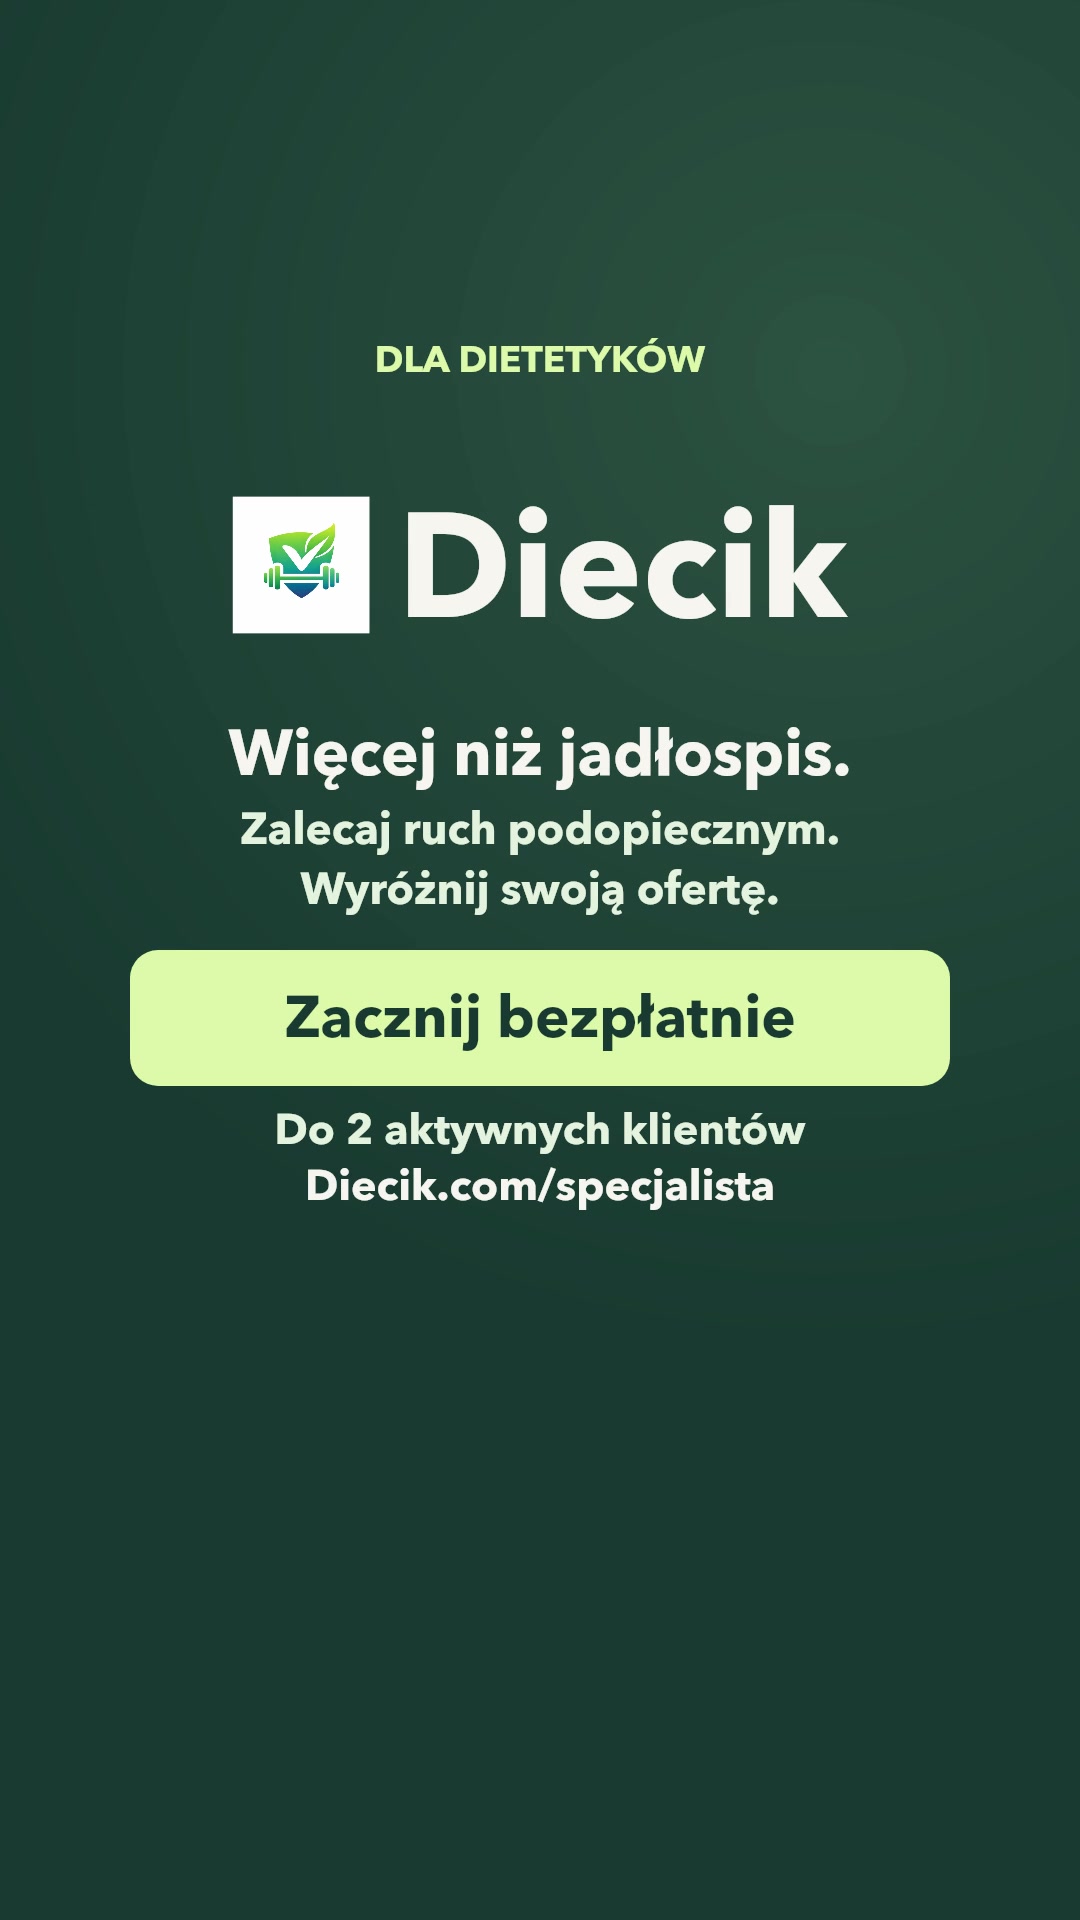 DLA DIETETYKÓW
Diecik
Więcej niż jadłospis.
Zalecaj ruch podopiecznym.
Wyróżnij swoją ofertę.
Zacznij bezpłatnie
Do 2 aktywnych klientów
Diecik.com/specjalista